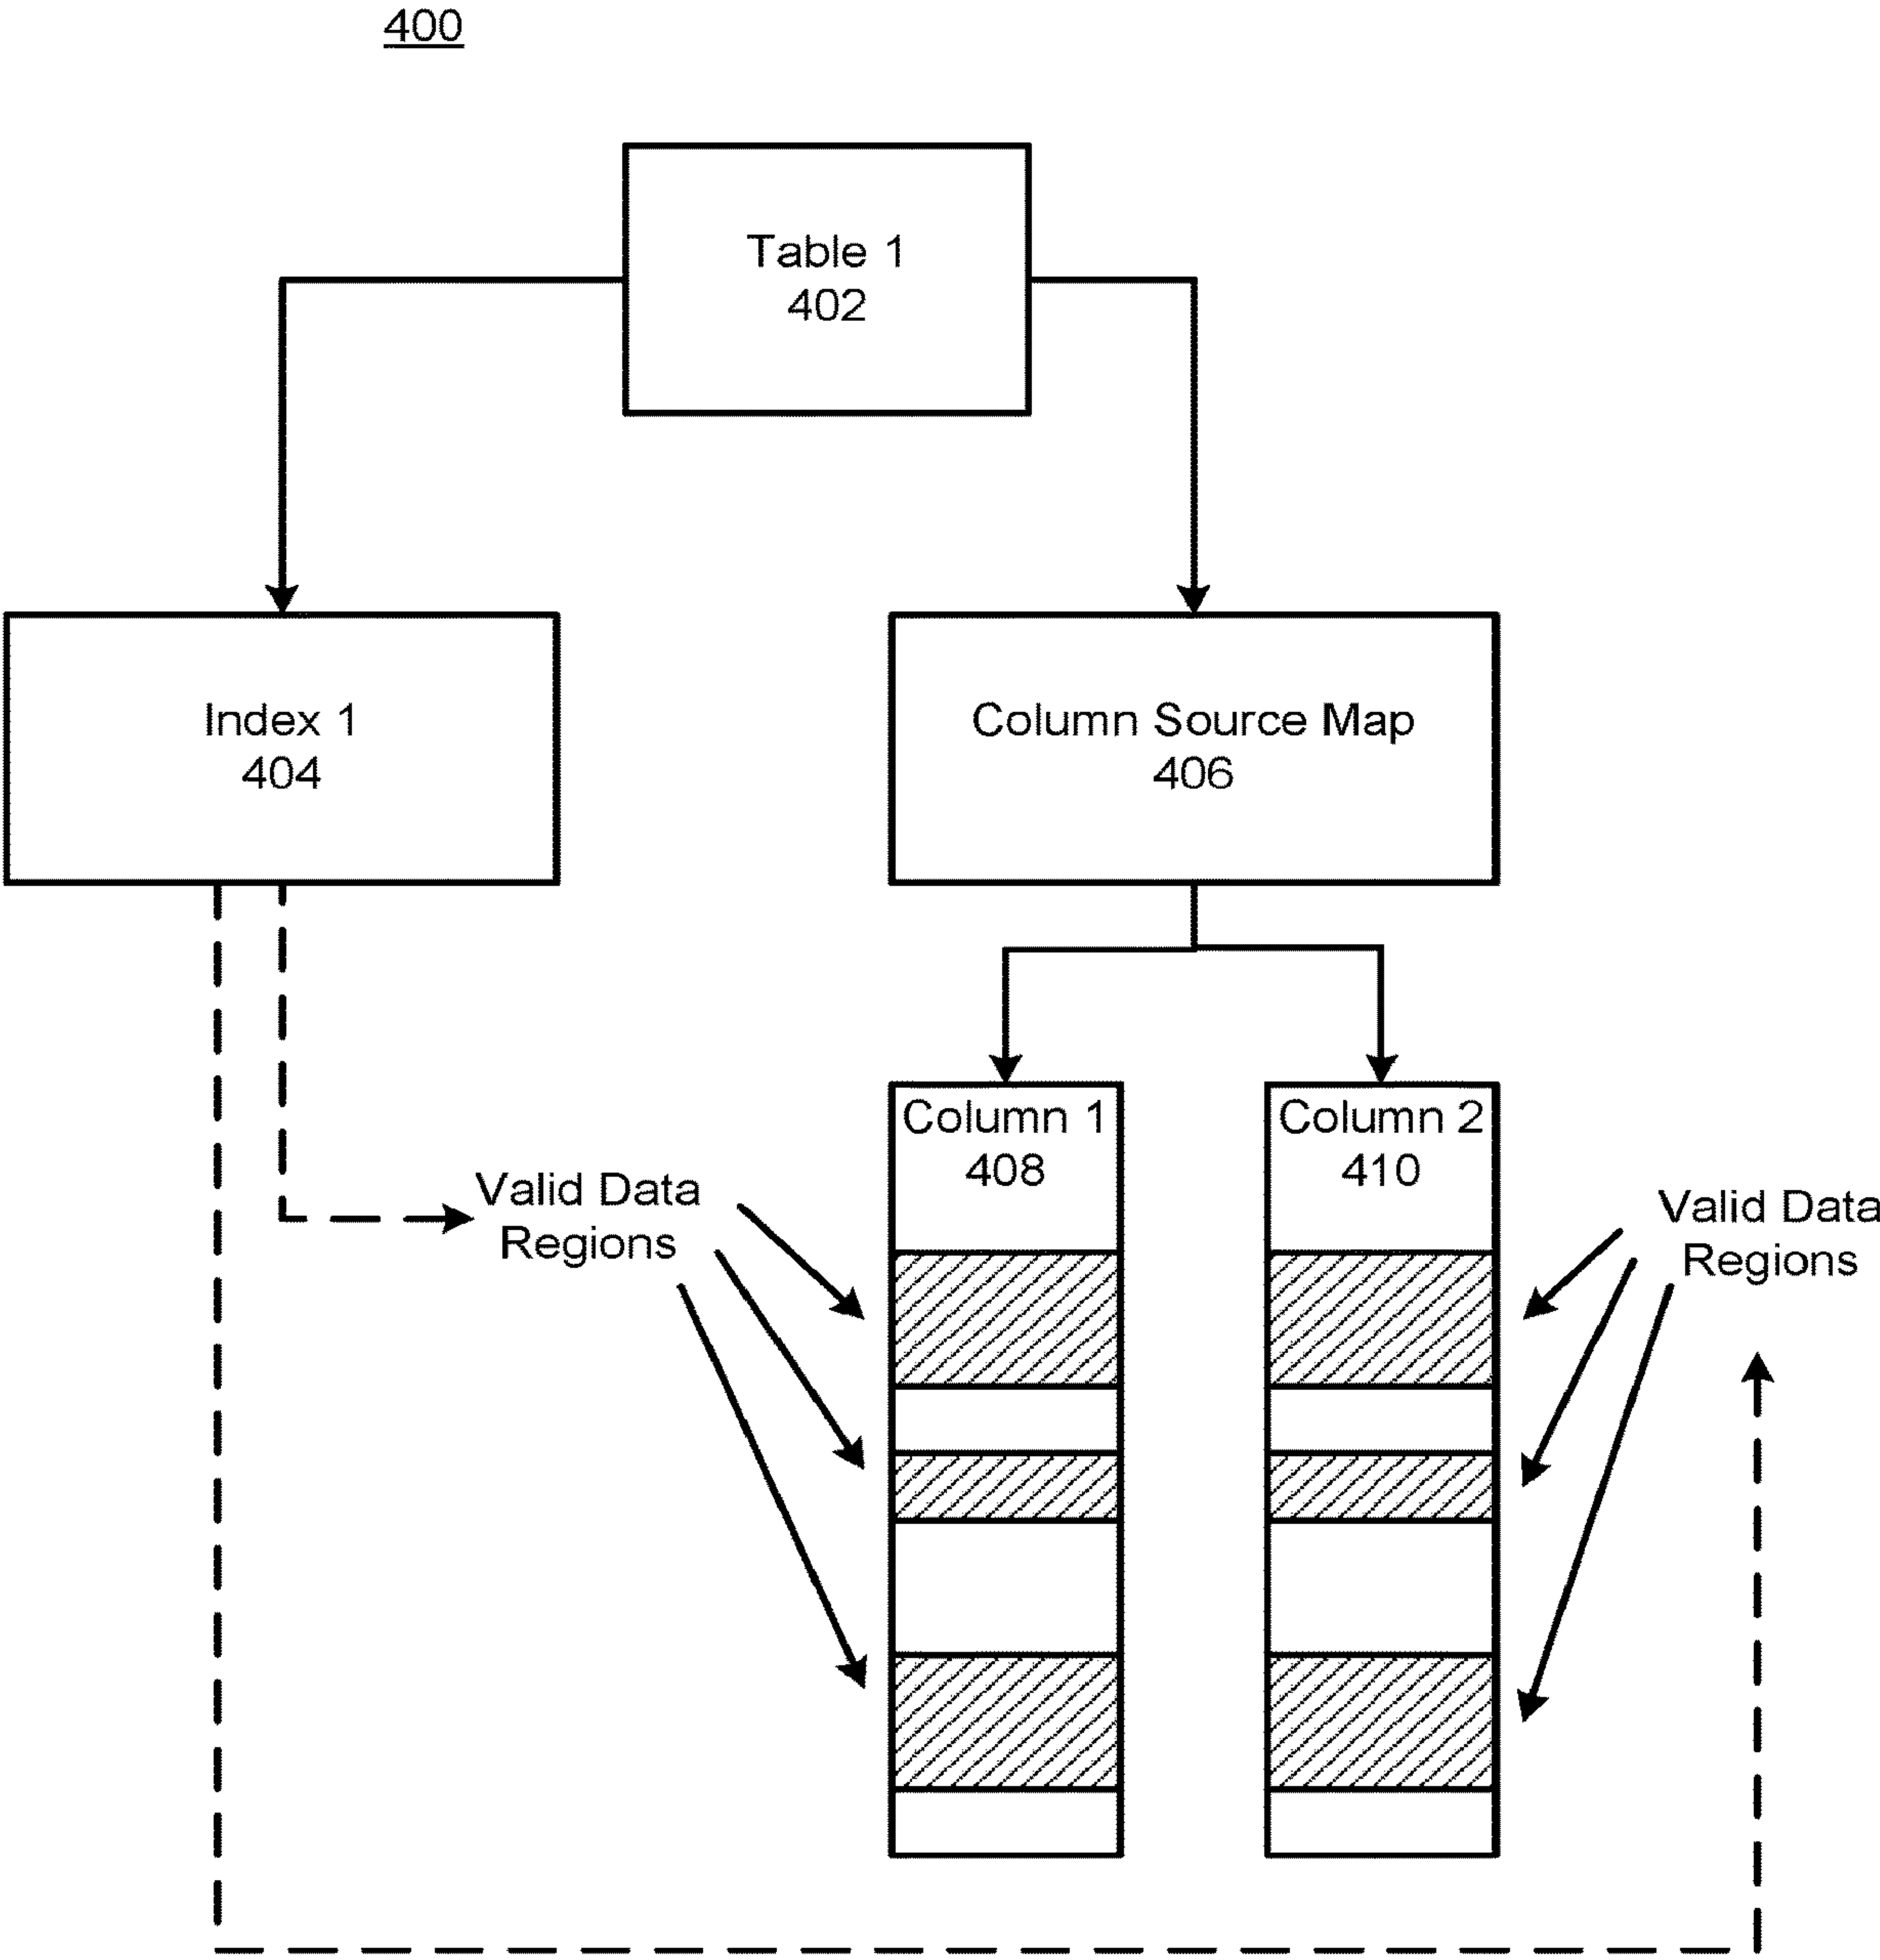 400
Table 1
402
Index 1
404
Column Source Map
406
Column 1
408
Column 2
410
Valid Data
Regions
Valid Data
Regions